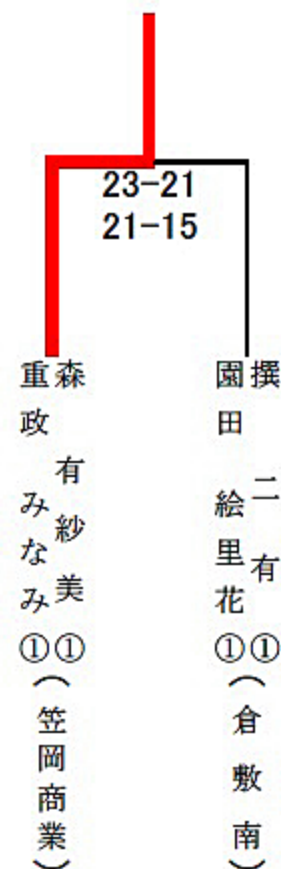 23-21
21-15
森 有紗美①
重政 みなみ①
(笠岡商業)
撰 二有①
園田 絵里花①
(倉敷南)